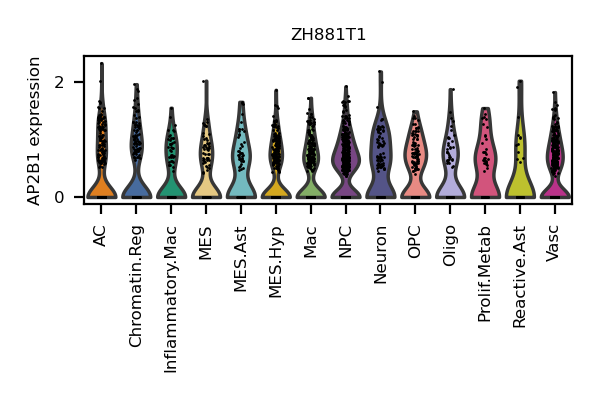 ZH881T1
AP2B1 expression
2
0
AC
Chromatin.Reg
Inflammatory.Mac
MES
MES.Ast
MES.Hyp
Mac
NPC
Neuron
OPC
Oligo
Prolif.Metab
Reactive.Ast
Vasc